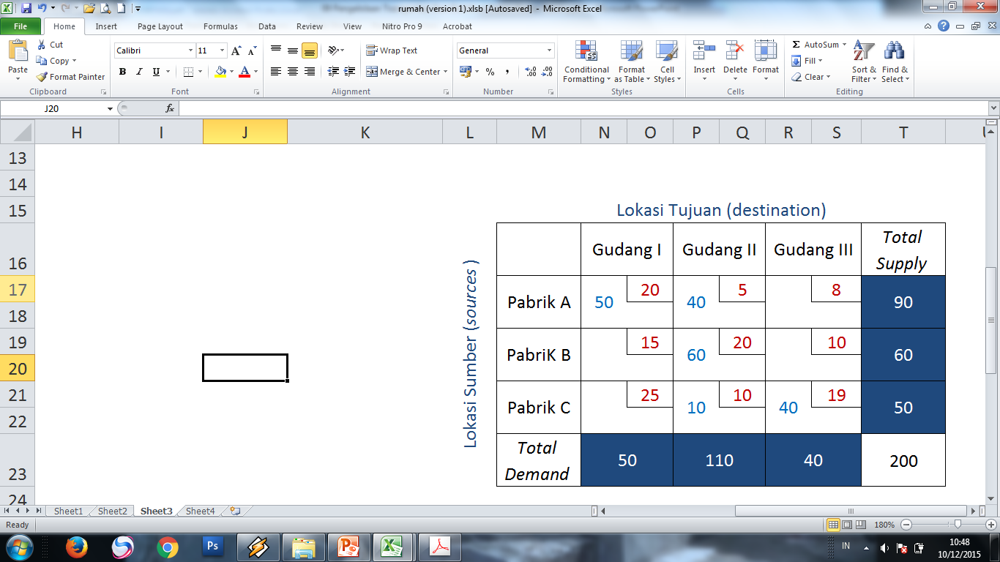 rumah (version 1).xlsb [Autosaved] - Microsoft Excel
File Home Insert Page Layout Formulas Data Review View Nitro Pro 9 Acrobat
Paste
Cut
Copy
Format Painter
Clipboard
Calibri 11
B I U
Font
Wrap Text
Merge & Center
Alignment
General
Number
Conditional Formatting
Format as Table
Cell Styles
Styles
Insert Delete Format
Cells
AutoSum
Fill
Clear
Sort & Filter
Find & Select
Editing
J20 fx
H I J K L M N O P Q R S T U
13
14
15
16
17
18
19
20
21
22
23
24
Lokasi Tujuan (destination)
Lokasi Sumber (sources)
Gudang I Gudang II Gudang III Total Supply
Pabrik A 50 20 40 5 8 90
PabriK B 15 60 20 10 60
Pabrik C 25 10 10 40 19 50
Total Demand 50 110 40 200
Sheet1 Sheet2 Sheet3 Sheet4
Ready 180%
Ps
IN 10:48
10/12/2015